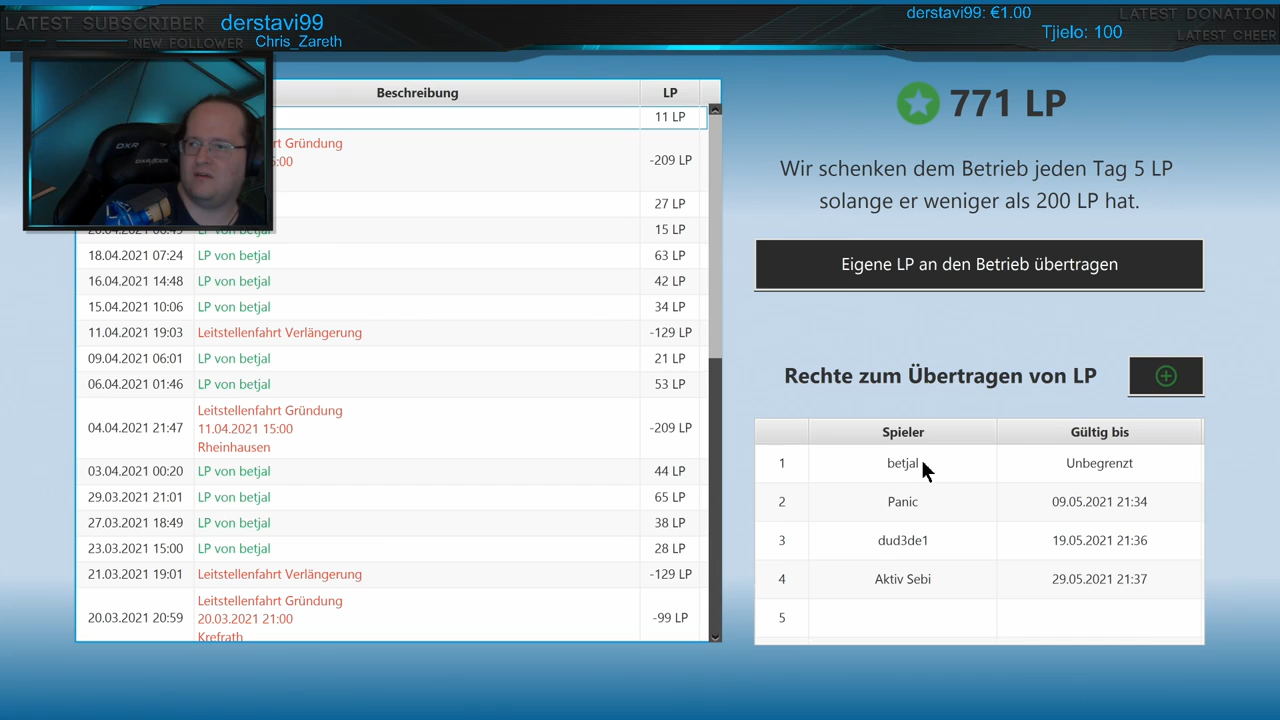 LATEST SUBSCRIBER derstavi99
NEW FOLLOWER Chris_Zareth
derstavi99: €1.00 LATEST DONATION
Tjielo: 100 LATEST CHEER
Beschreibung LP
11 LP
rt Gründung
5:00
-209 LP
27 LP
LP von betjal 15 LP
18.04.2021 07:24 LP von betjal 63 LP
16.04.2021 14:48 LP von betjal 42 LP
15.04.2021 10:06 LP von betjal 34 LP
11.04.2021 19:03 Leitstellenfahrt Verlängerung -129 LP
09.04.2021 06:01 LP von betjal 21 LP
06.04.2021 01:46 LP von betjal 53 LP
Leitstellenfahrt Gründung
04.04.2021 21:47 11.04.2021 15:00 -209 LP
Rheinhausen
03.04.2021 00:20 LP von betjal 44 LP
29.03.2021 21:01 LP von betjal 65 LP
27.03.2021 18:49 LP von betjal 38 LP
23.03.2021 15:00 LP von betjal 28 LP
21.03.2021 19:01 Leitstellenfahrt Verlängerung -129 LP
Leitstellenfahrt Gründung
20.03.2021 20:59 20.03.2021 21:00 -99 LP
Krefrath
771 LP
Wir schenken dem Betrieb jeden Tag 5 LP
solange er weniger als 200 LP hat.
Eigene LP an den Betrieb übertragen
Rechte zum Übertragen von LP
Spieler Gültig bis
1 betjal Unbegrenzt
2 Panic 09.05.2021 21:34
3 dud3de1 19.05.2021 21:36
4 Aktiv Sebi 29.05.2021 21:37
5